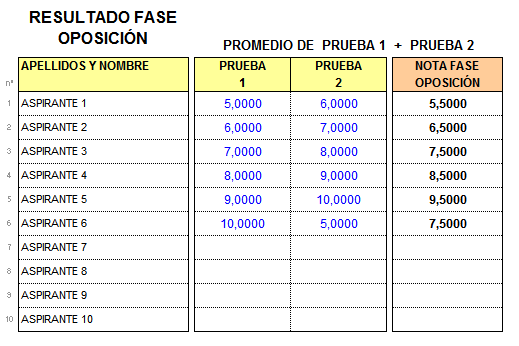 RESULTADO FASE
OPOSICIÓN
PROMEDIO DE PRUEBA 1 + PRUEBA 2
nº APELLIDOS Y NOMBRE PRUEBA 1 PRUEBA 2 NOTA FASE OPOSICIÓN
1 ASPIRANTE 1 5,0000 6,0000 5,5000
2 ASPIRANTE 2 6,0000 7,0000 6,5000
3 ASPIRANTE 3 7,0000 8,0000 7,5000
4 ASPIRANTE 4 8,0000 9,0000 8,5000
5 ASPIRANTE 5 9,0000 10,0000 9,5000
6 ASPIRANTE 6 10,0000 5,0000 7,5000
7 ASPIRANTE 7
8 ASPIRANTE 8
9 ASPIRANTE 9
10 ASPIRANTE 10